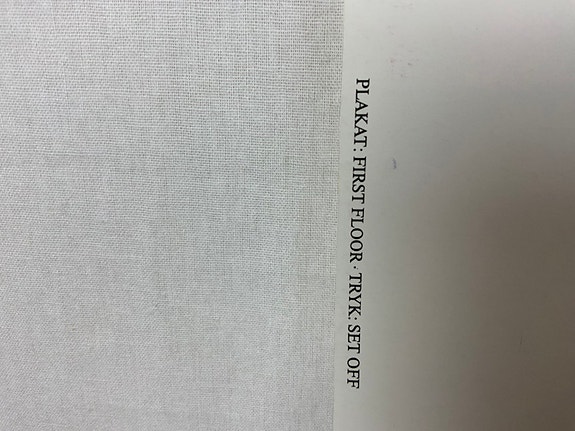 PLAKAT: FIRST FLOOR · TRYK: SET OFF